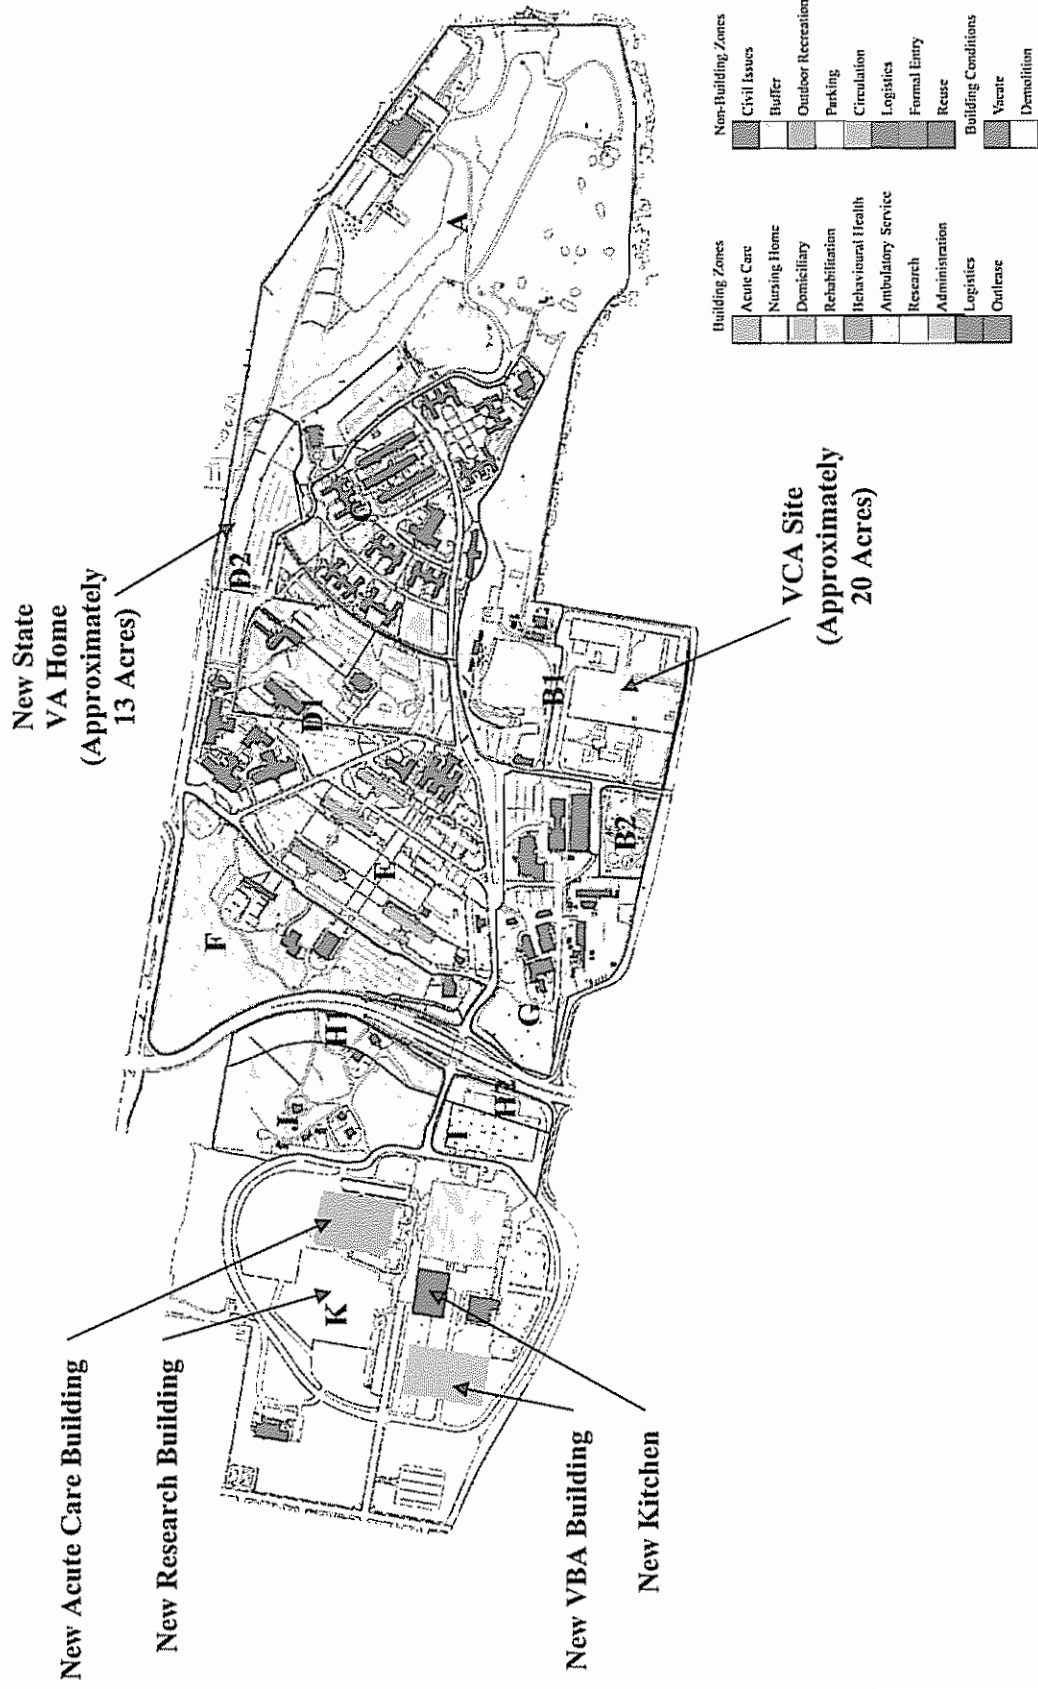 New State
VA Home
(Approximately
13 Acres)
New Acute Care Building
New Research Building
New VBA Building
New Kitchen
VCA Site
(Approximately
20 Acres)
A
B1
B2
C
D1
D2
E
F
G
H1
H2
I
J
K
Building Zones
Acute Care
Nursing Home
Domiciliary
Rehabilitation
Behavioural Health
Ambulatory Service
Research
Administration
Logistics
Outlease
Non-Building Zones
Civil Issues
Buffer
Outdoor Recreation
Parking
Circulation
Logistics
Formal Entry
Reuse
Building Conditions
Vacate
Demolition